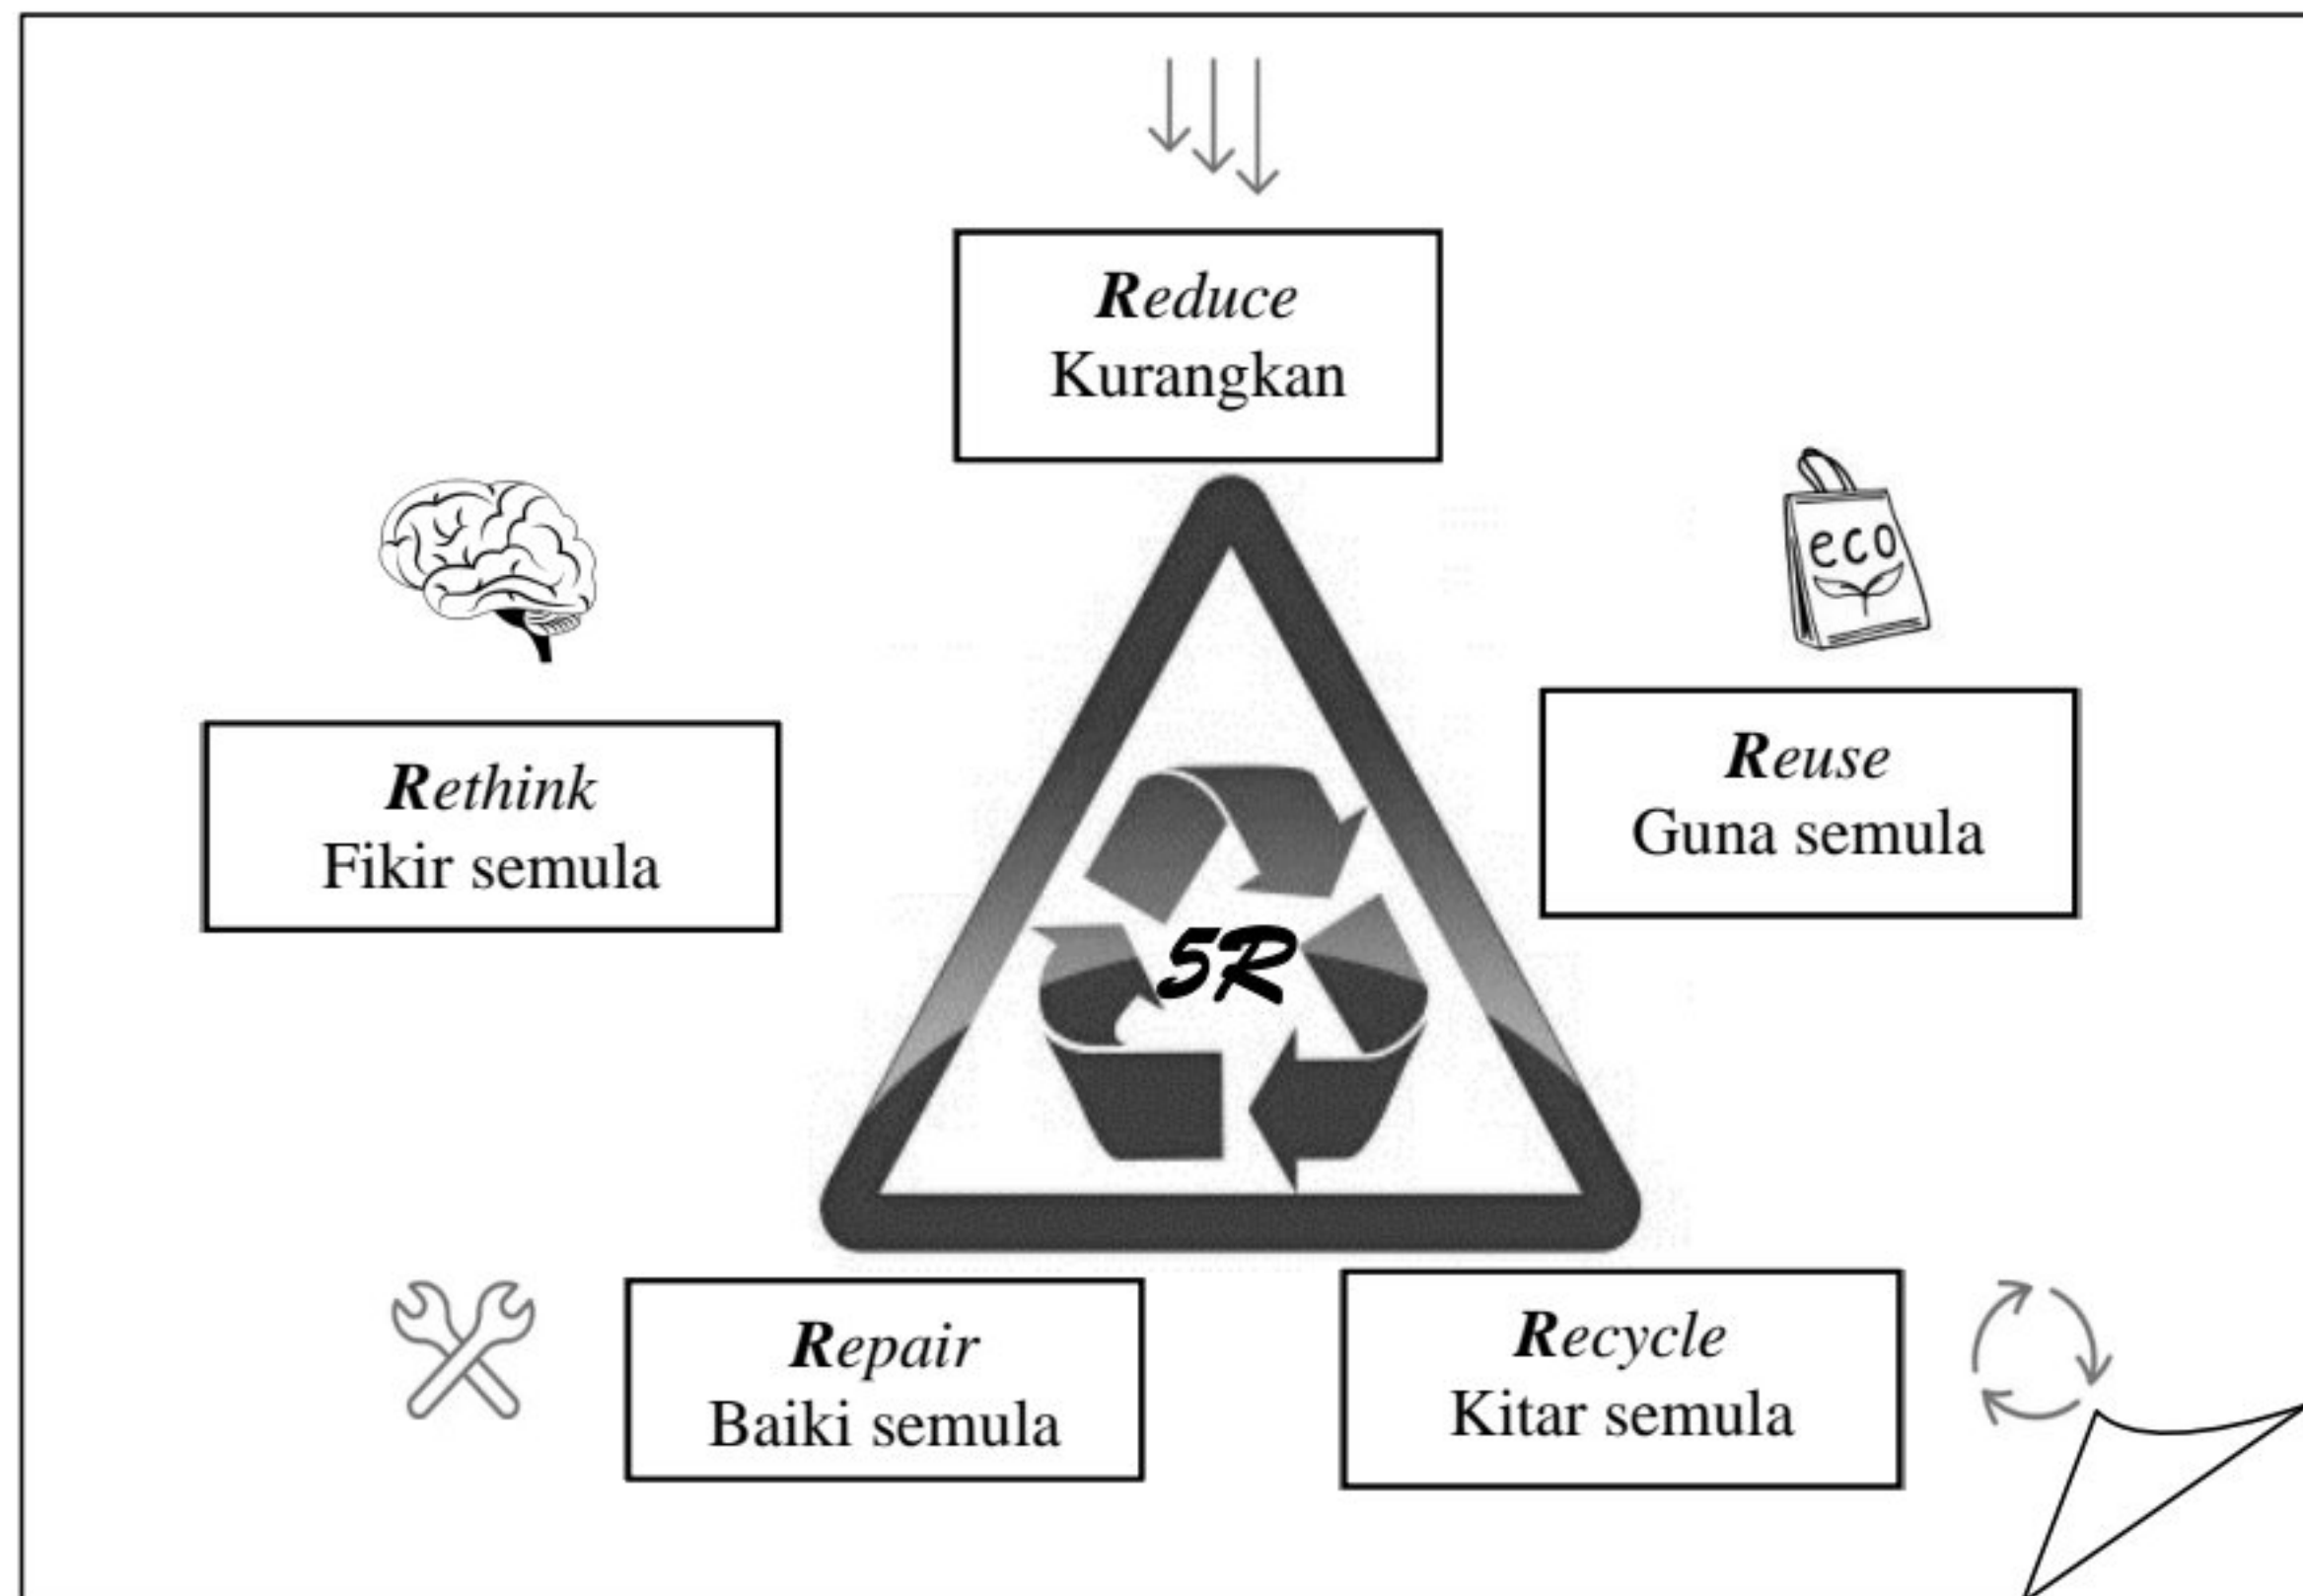 Reduce
Kurangkan
eco
Rethink
Fikir semula
Reuse
Guna semula
5R
Repair
Baiki semula
Recycle
Kitar semula